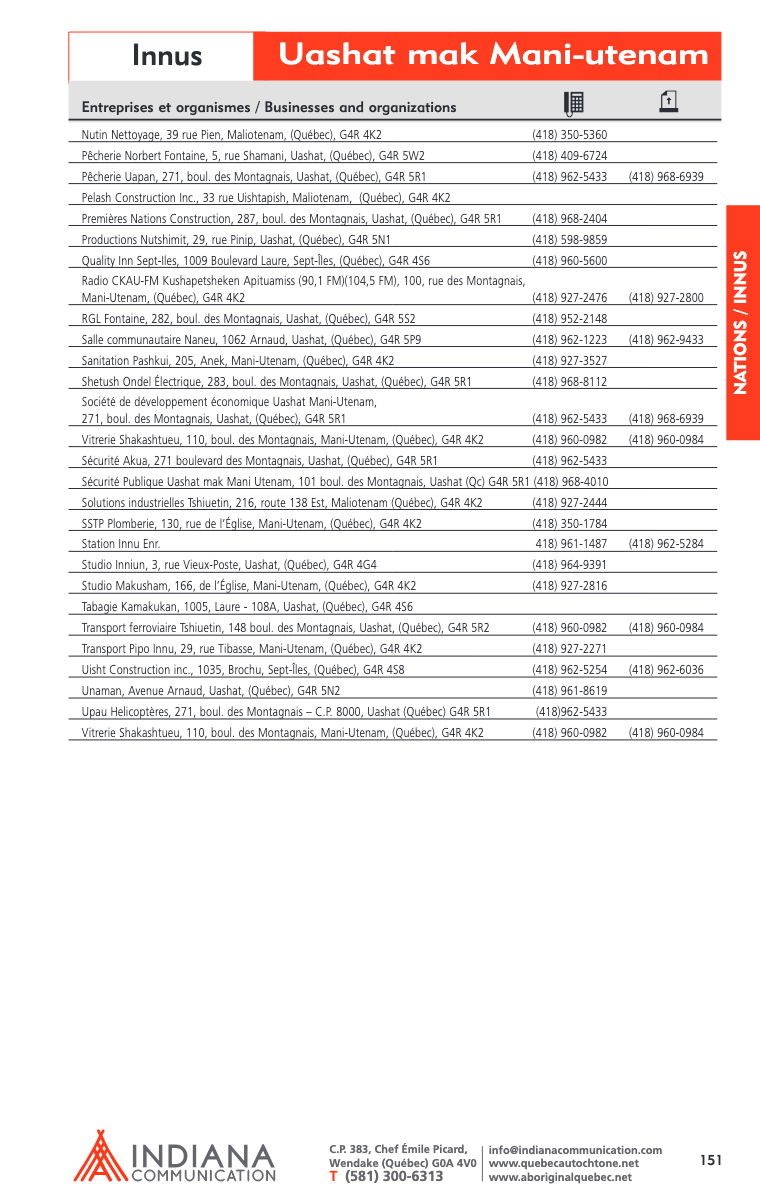 Innus
Uashat mak Mani-utenam
Entreprises et organismes / Businesses and organizations
Nutin Nettoyage, 39 rue Pien, Maliotenam, (Québec), G4R 4K2 (418) 350-5360
Pêcherie Norbert Fontaine, 5, rue Shamani, Uashat, (Québec), G4R 5W2 (418) 409-6724
Pêcherie Uapan, 271, boul. des Montagnais, Uashat, (Québec), G4R 5R1 (418) 962-5433 (418) 968-6939
Pelash Construction Inc., 33 rue Uishtapish, Maliotenam, (Québec), G4R 4K2
Premières Nations Construction, 287, boul. des Montagnais, Uashat, (Québec), G4R 5R1 (418) 968-2404
Productions Nutshimit, 29, rue Pinip, Uashat, (Québec), G4R 5N1 (418) 598-9859
Quality Inn Sept-Iles, 1009 Boulevard Laure, Sept-Îles, (Québec), G4R 4S6 (418) 960-5600
Radio CKAU-FM Kushapetsheken Apituamiss (90,1 FM)(104,5 FM), 100, rue des Montagnais,
Mani-Utenam, (Québec), G4R 4K2 (418) 927-2476 (418) 927-2800
RGL Fontaine, 282, boul. des Montagnais, Uashat, (Québec), G4R 5S2 (418) 952-2148
Salle communautaire Naneu, 1062 Arnaud, Uashat, (Québec), G4R 5P9 (418) 962-1223 (418) 962-9433
Sanitation Pashkui, 205, Anek, Mani-Utenam, (Québec), G4R 4K2 (418) 927-3527
Shetush Ondel Électrique, 283, boul. des Montagnais, Uashat, (Québec), G4R 5R1 (418) 968-8112
Société de développement économique Uashat Mani-Utenam,
271, boul. des Montagnais, Uashat, (Québec), G4R 5R1 (418) 962-5433 (418) 968-6939
Vitrerie Shakashtueu, 110, boul. des Montagnais, Mani-Utenam, (Québec), G4R 4K2 (418) 960-0982 (418) 960-0984
Sécurité Akua, 271 boulevard des Montagnais, Uashat, (Québec), G4R 5R1 (418) 962-5433
Sécurité Publique Uashat mak Mani Utenam, 101 boul. des Montagnais, Uashat (Qc) G4R 5R1 (418) 968-4010
Solutions industrielles Tshiuetin, 216, route 138 Est, Maliotenam (Québec), G4R 4K2 (418) 927-2444
SSTP Plomberie, 130, rue de l’Église, Mani-Utenam, (Québec), G4R 4K2 (418) 350-1784
Station Innu Enr. 418) 961-1487 (418) 962-5284
Studio Inniun, 3, rue Vieux-Poste, Uashat, (Québec), G4R 4G4 (418) 964-9391
Studio Makusham, 166, de l’Église, Mani-Utenam, (Québec), G4R 4K2 (418) 927-2816
Tabagie Kamakukan, 1005, Laure - 108A, Uashat, (Québec), G4R 4S6
Transport ferroviaire Tshiuetin, 148 boul. des Montagnais, Uashat, (Québec), G4R 5R2 (418) 960-0982 (418) 960-0984
Transport Pipo Innu, 29, rue Tibasse, Mani-Utenam, (Québec), G4R 4K2 (418) 927-2271
Uisht Construction inc., 1035, Brochu, Sept-Îles, (Québec), G4R 4S8 (418) 962-5254 (418) 962-6036
Unaman, Avenue Arnaud, Uashat, (Québec), G4R 5N2 (418) 961-8619
Upau Helicoptères, 271, boul. des Montagnais – C.P. 8000, Uashat (Québec) G4R 5R1 (418)962-5433
Vitrerie Shakashtueu, 110, boul. des Montagnais, Mani-Utenam, (Québec), G4R 4K2 (418) 960-0982 (418) 960-0984
NATIONS / INNUS
INDIANA
COMMUNICATION
C.P. 383, Chef Émile Picard,
Wendake (Québec) G0A 4V0
T (581) 300-6313
info@indianacommunication.com
www.quebecautochtone.net
www.aboriginalquebec.net
151